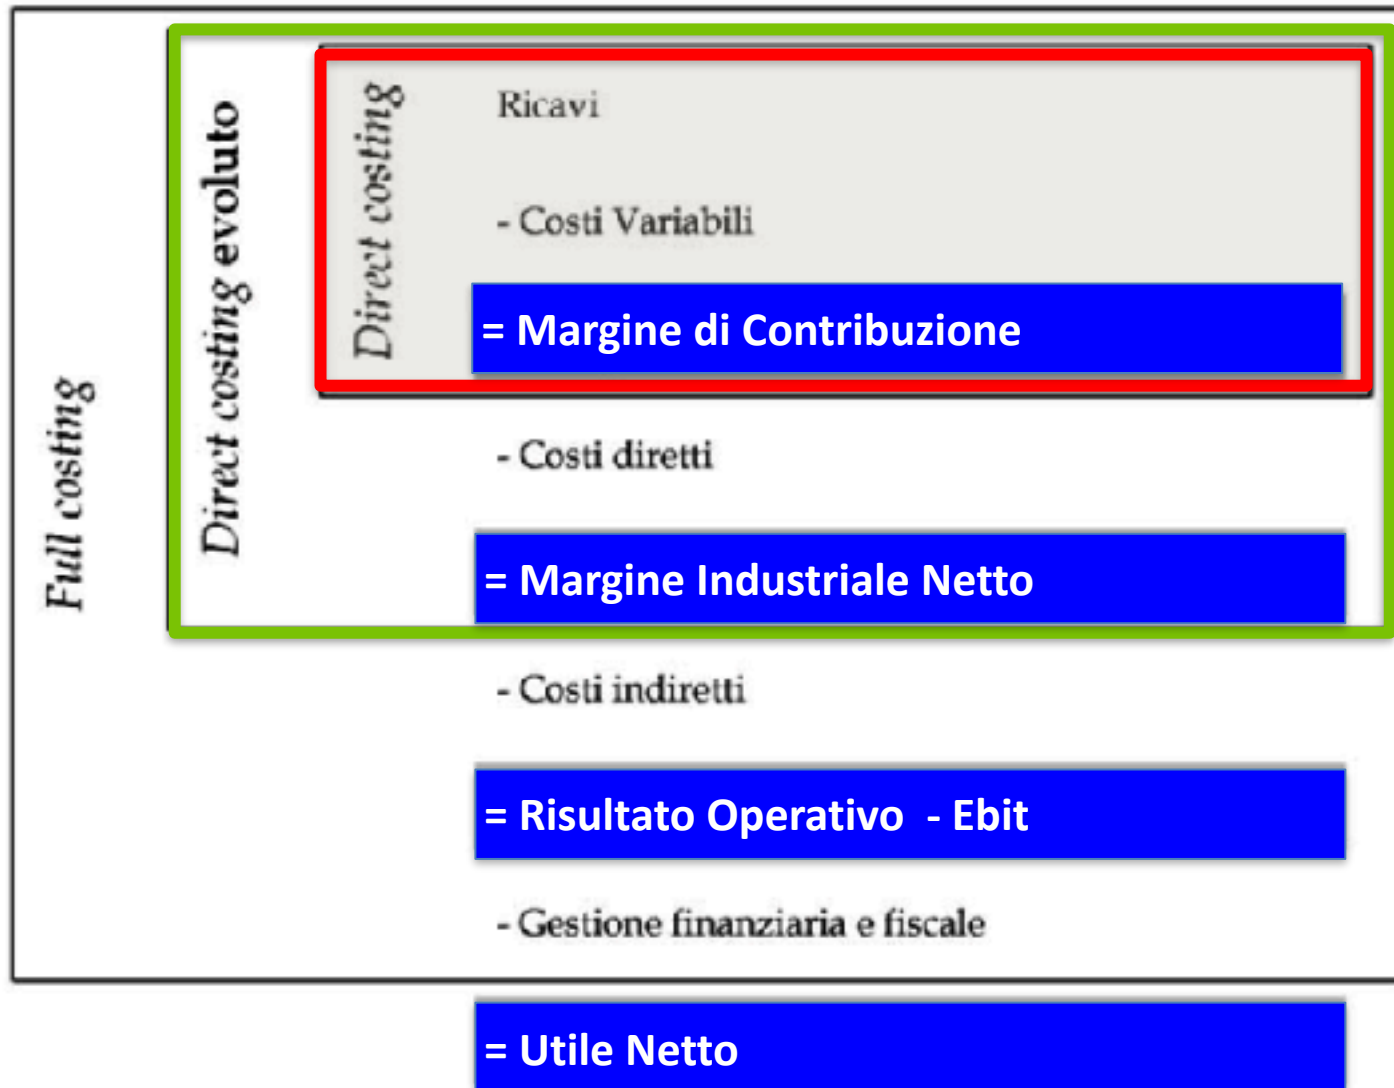 Full costing
Direct costing evoluto
Direct costing
Ricavi
- Costi Variabili
= Margine di Contribuzione
- Costi diretti
= Margine Industriale Netto
- Costi indiretti
= Risultato Operativo - Ebit
- Gestione finanziaria e fiscale
= Utile Netto